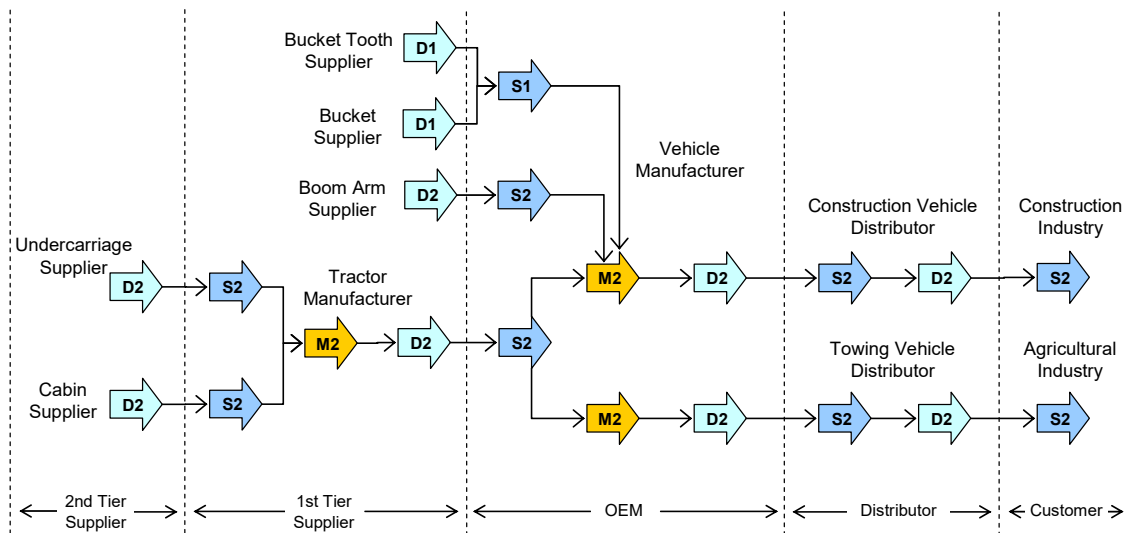 Bucket Tooth
Supplier
D1
S1
Bucket
Supplier
D1
Vehicle
Manufacturer
Boom Arm
Supplier
D2
S2
Construction Vehicle
Distributor
Construction
Industry
Undercarriage
Supplier
D2
S2
Tractor
Manufacturer
M2
D2
S2
M2
D2
S2
D2
S2
Towing Vehicle
Distributor
Agricultural
Industry
Cabin
Supplier
D2
S2
M2
D2
S2
D2
S2
2nd Tier
Supplier
1st Tier
Supplier
OEM
Distributor
Customer